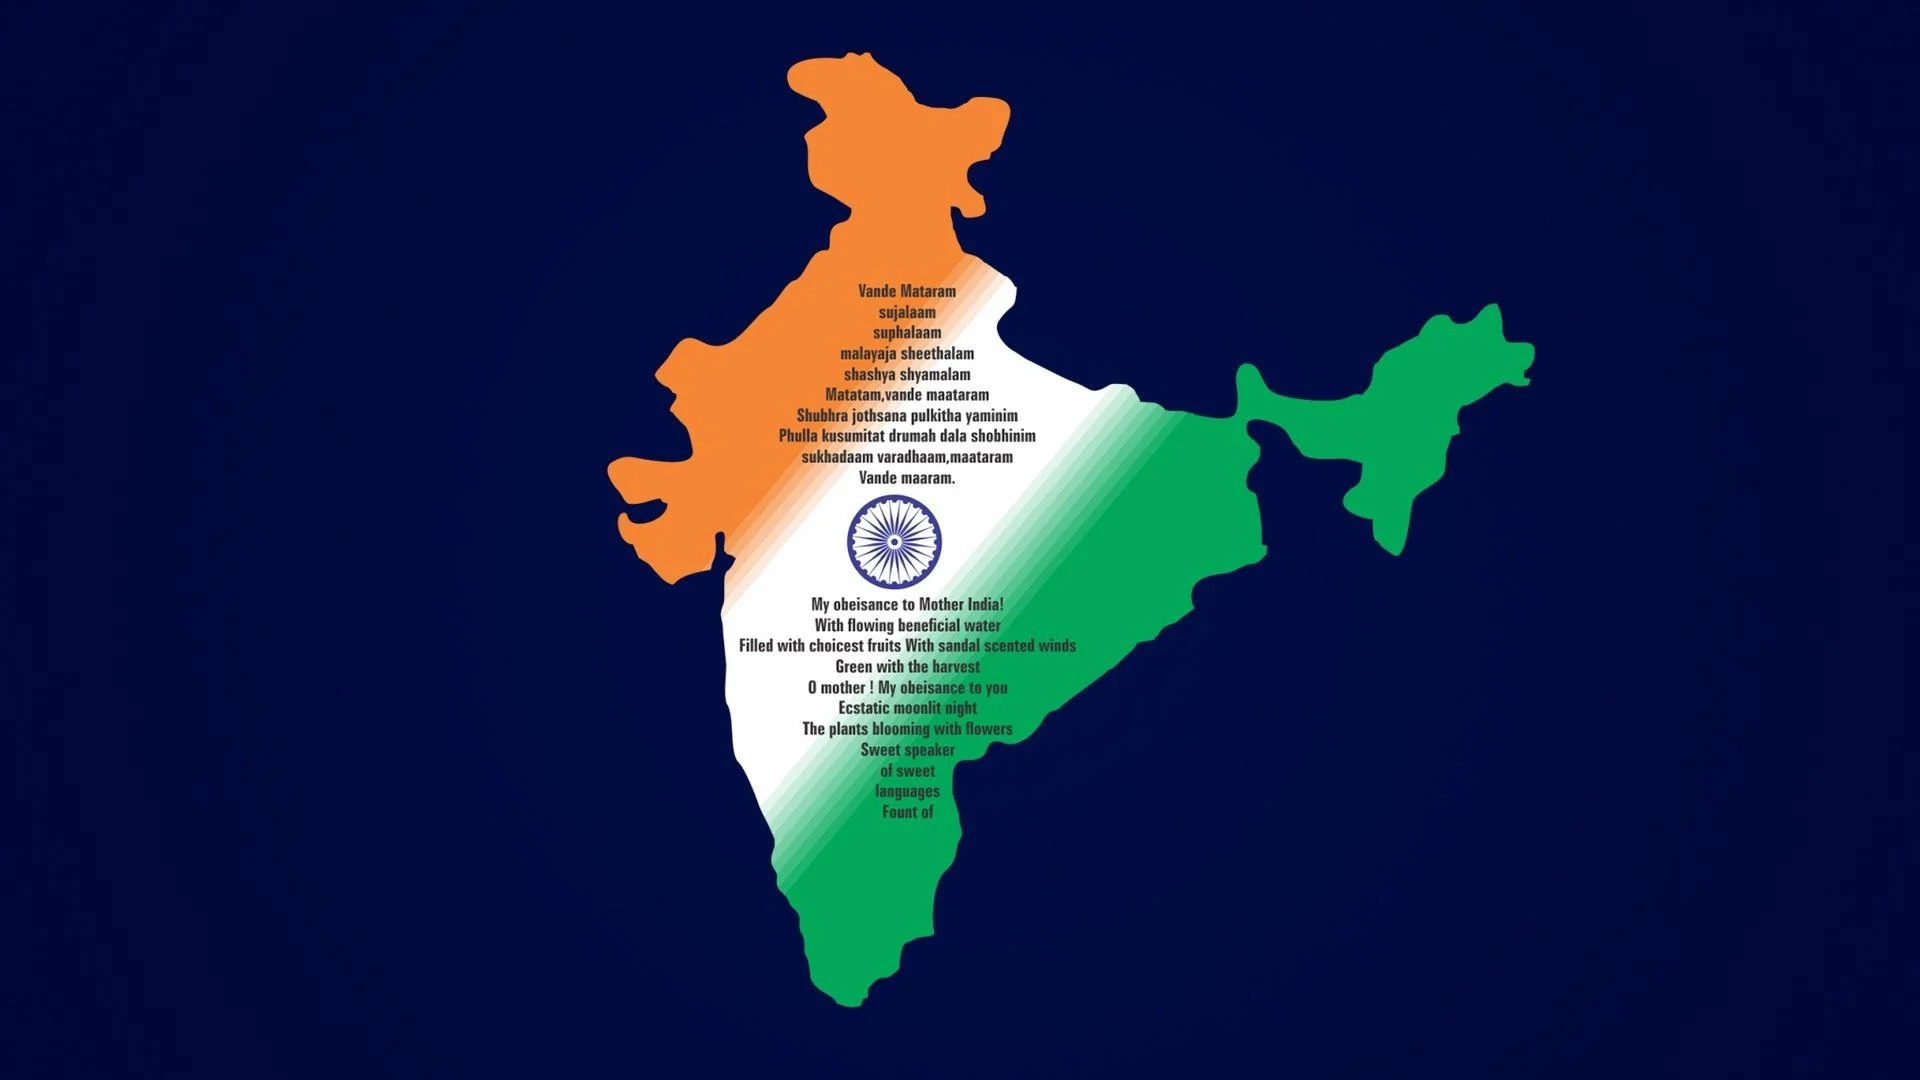 Vande Mataram
sujalaam
suphalaam
malayaja sheethalam
shashya shyamalam
Matatam,vande maataram
Shubhra jothsana pulkitha yaminim
Phulla kusumitat drumah dala shobhinim
sukhadaam varadhaam,maataram
Vande maaram.
My obeisance to Mother India!
With flowing beneficial water
Filled with choicest fruits With sandal scented winds
Green with the harvest
O mother ! My obeisance to you
Ecstatic moonlit night
The plants blooming with flowers
Sweet speaker
of sweet
languages
Fount of